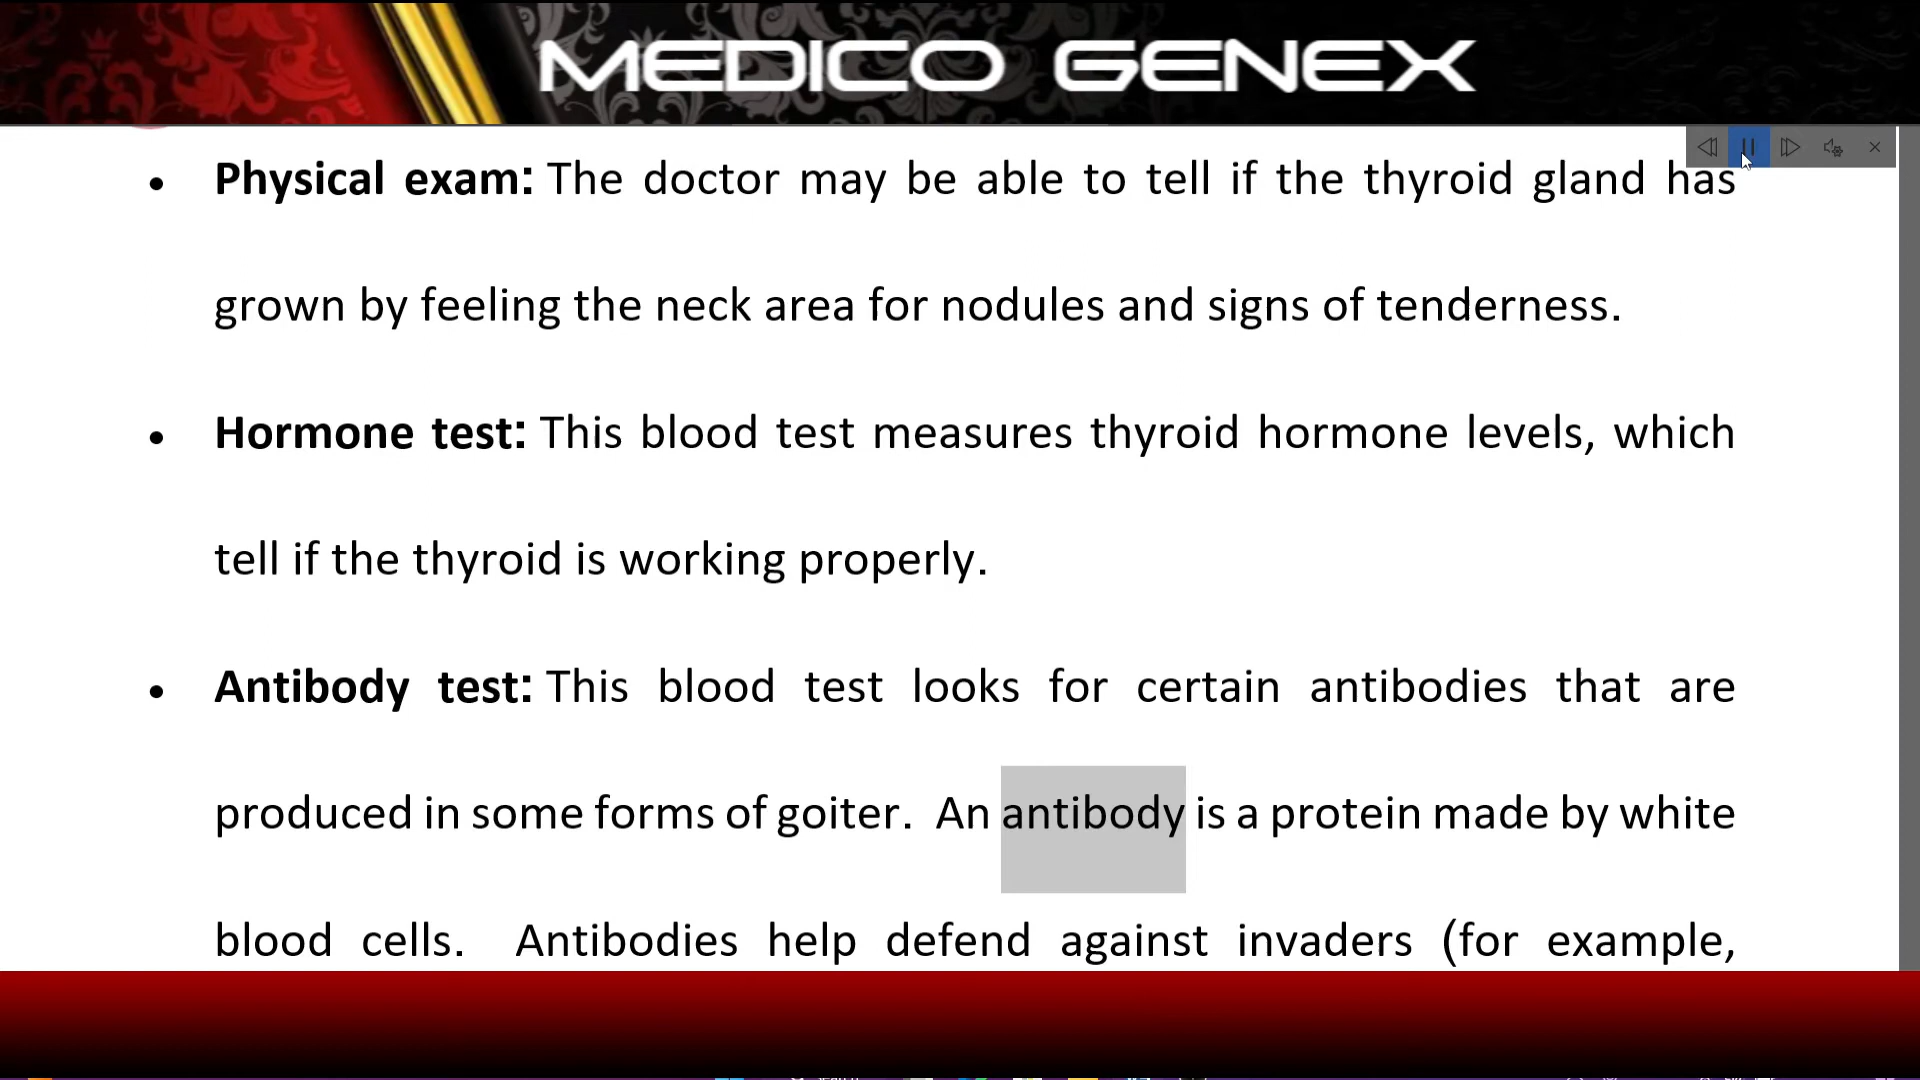 MEDICO GENEX
• Physical exam: The doctor may be able to tell if the thyroid gland has
grown by feeling the neck area for nodules and signs of tenderness.
• Hormone test: This blood test measures thyroid hormone levels, which
tell if the thyroid is working properly.
• Antibody test: This blood test looks for certain antibodies that are
produced in some forms of goiter. An antibody is a protein made by white
blood cells. Antibodies help defend against invaders (for example,